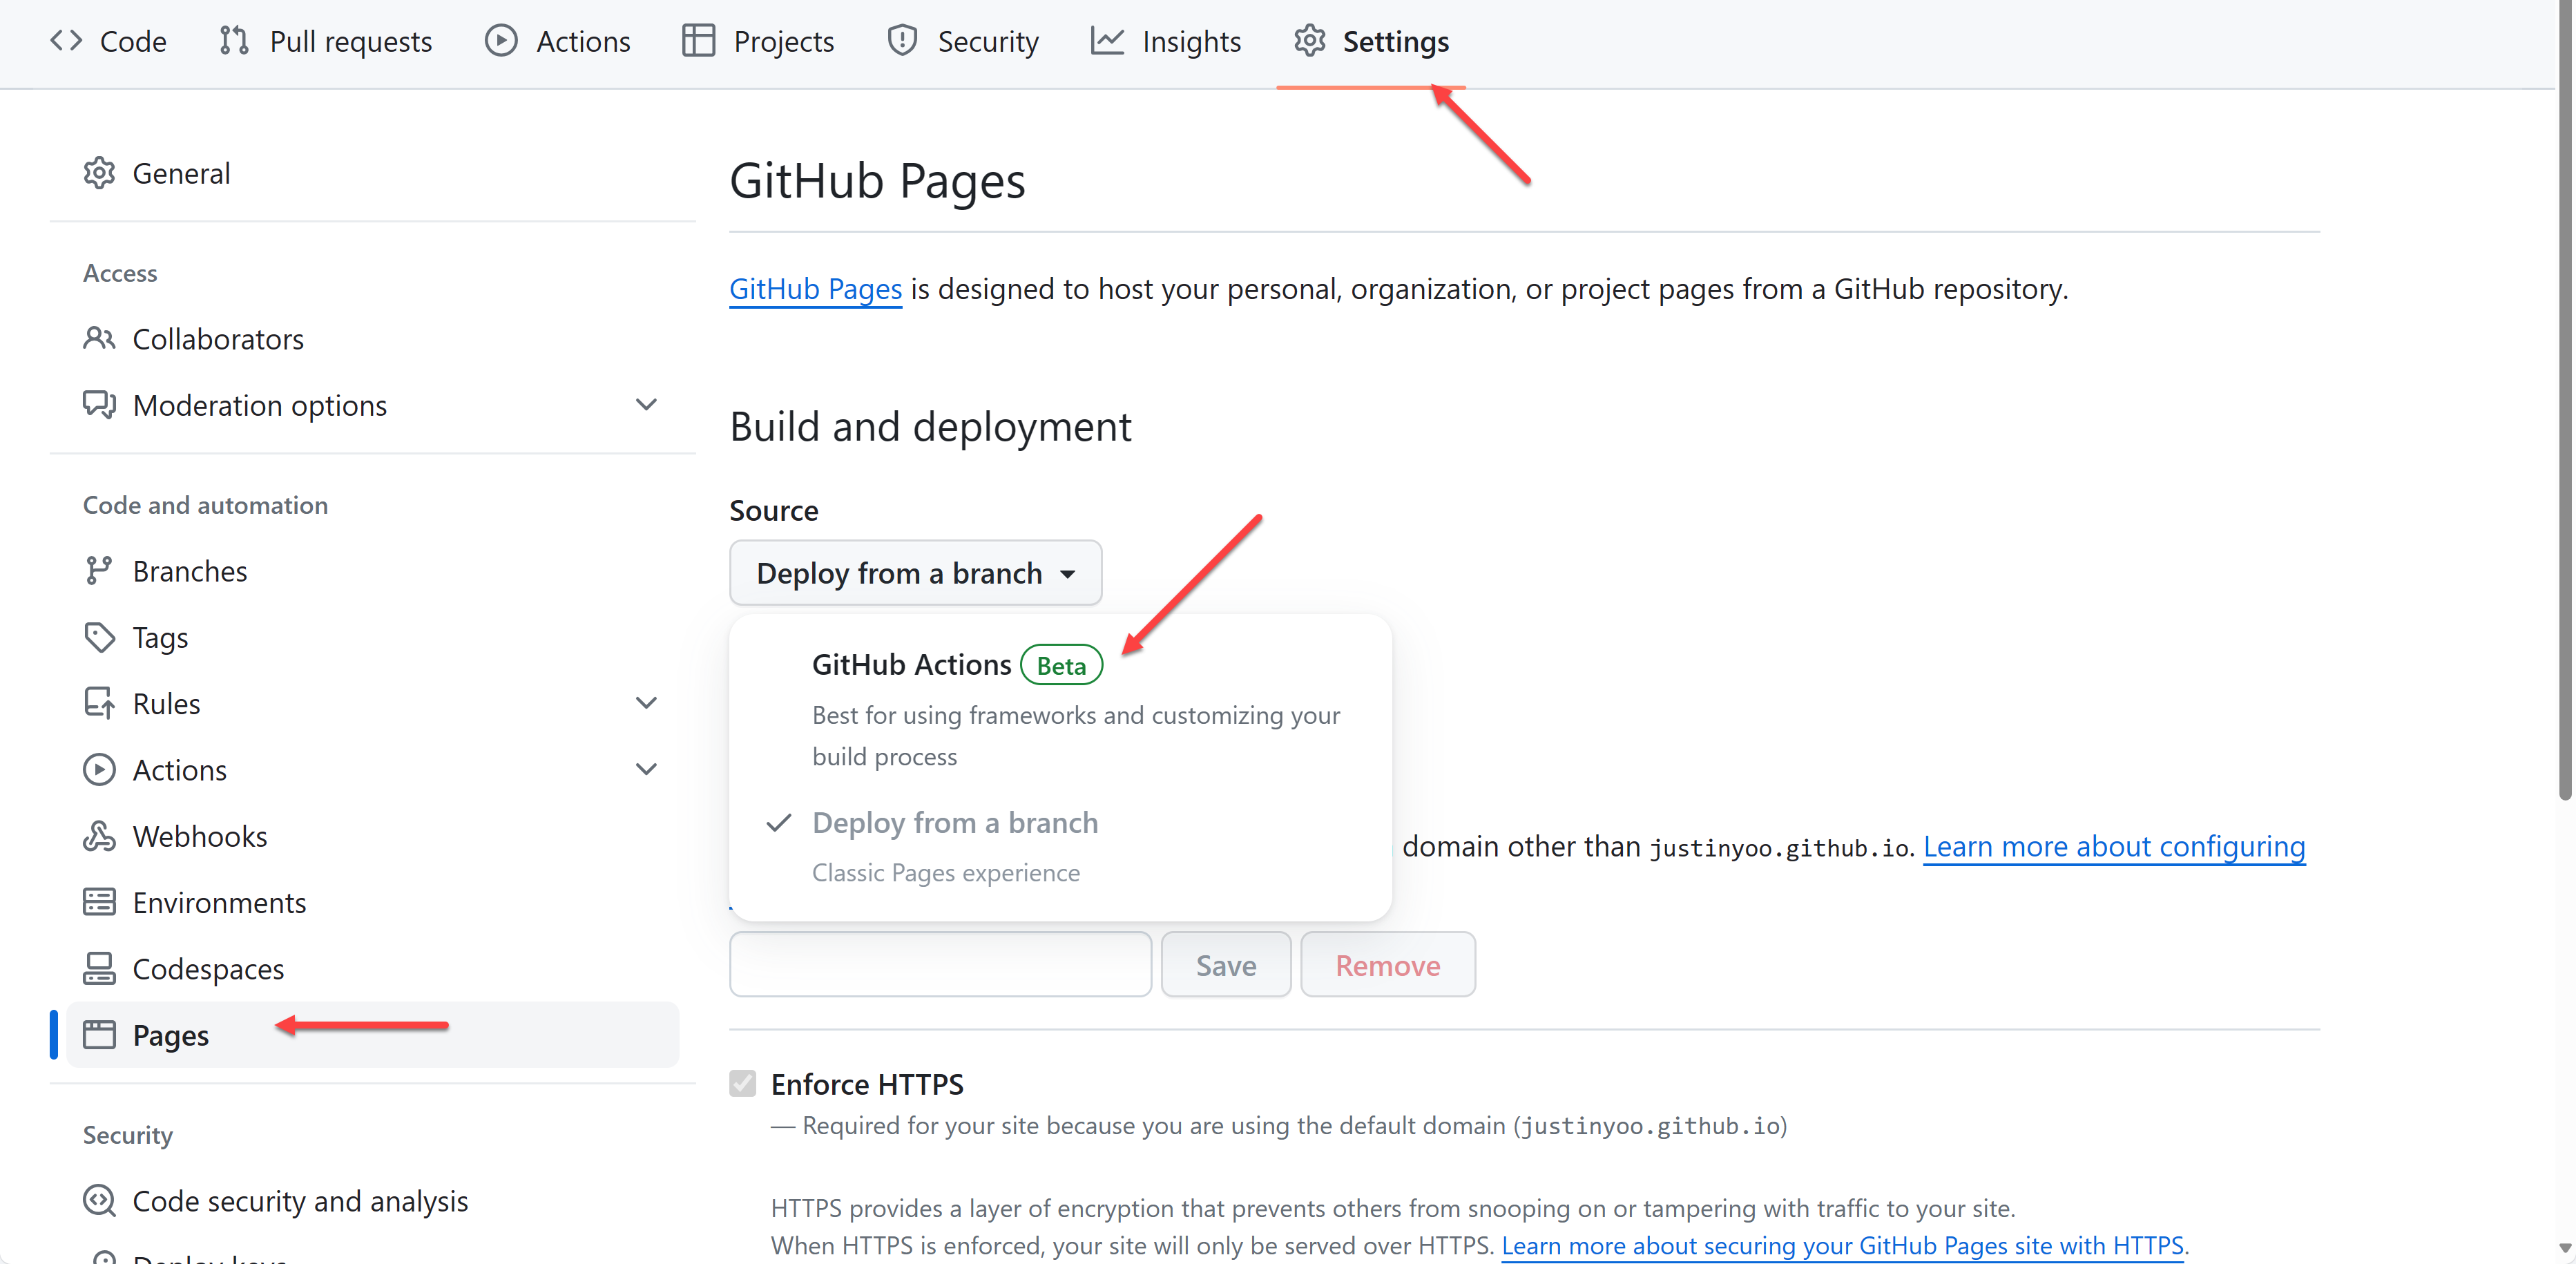 Code
Pull requests
Actions
Projects
Security
Insights
Settings
General
Access
Collaborators
Moderation options
Code and automation
Branches
Tags
Rules
Actions
Webhooks
Environments
Codespaces
Pages
Security
Code security and analysis
Deploy keys
GitHub Pages
GitHub Pages is designed to host your personal, organization, or project pages from a GitHub repository.
Build and deployment
Source
Deploy from a branch
GitHub Actions Beta
Best for using frameworks and customizing your
build process
Deploy from a branch
Classic Pages experience
domain other than justinyoo.github.io. Learn more about configuring
Save
Remove
Enforce HTTPS
— Required for your site because you are using the default domain (justinyoo.github.io)
HTTPS provides a layer of encryption that prevents others from snooping on or tampering with traffic to your site.
When HTTPS is enforced, your site will only be served over HTTPS. Learn more about securing your GitHub Pages site with HTTPS.